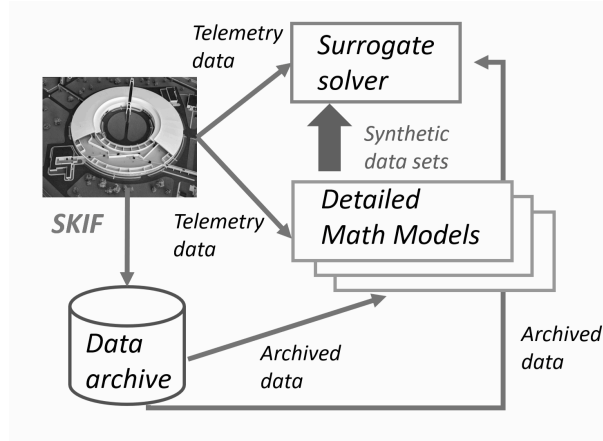 Telemetry
data
Surrogate
solver
Synthetic
data sets
SKIF
Telemetry
data
Detailed
Math Models
Data
archive
Archived
data
Archived
data